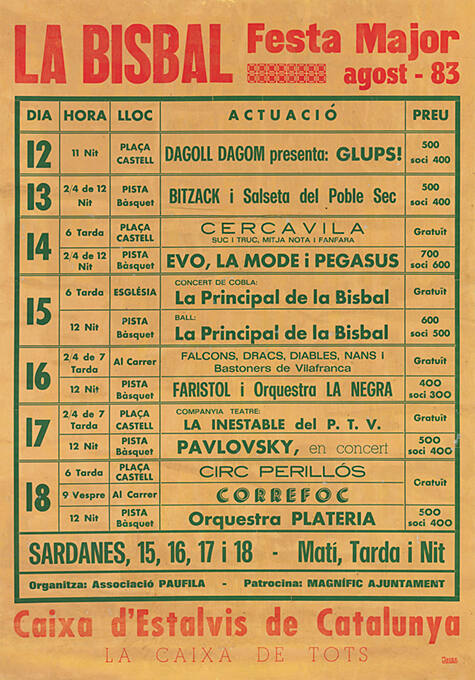 LA BISBAL
Festa Major
agost - 83
DIA HORA LLOC ACTUACIÓ PREU
12 11 Nit PLAÇA CASTELL DAGOLL DAGOM presenta: GLUPS! 500 soci 400
13 2/4 de 12 Nit PISTA Bàsquet BITZACK i Salseta del Poble Sec 500 soci 400
14 6 Tarda PLAÇA CASTELL CERCAVILA Gratuït
SUC I TRUC, MITJA NOTA I FANFARA
2/4 de 12 Nit PISTA Bàsquet EVO, LA MODE i PEGASUS 700 soci 600
15 6 Tarda ESGLÉSIA CONCERT DE COBLA: Gratuït
La Principal de la Bisbal
12 Nit PISTA Bàsquet BALL: 600 soci 500
La Principal de la Bisbal
16 2/4 de 7 Tarda Al Carrer FALCONS, DRACS, DIABLES, NANS I Gratuït
Bastoners de Vilafranca
12 Nit PISTA Bàsquet FARISTOL i Orquestra LA NEGRA 400 soci 300
17 2/4 de 7 Tarda PLAÇA CASTELL COMPANYIA TEATRE: Gratuït
LA INESTABLE del P. T. V.
12 Nit PISTA Bàsquet PAVLOVSKY, en concert 500 soci 400
18 6 Tarda PLAÇA CASTELL CIRC PERILLÓS Gratuït
9 Vespre Al Carrer CORREFOC
12 Nit PISTA Bàsquet Orquestra PLATERIA 500 soci 400
SARDANES, 15, 16, 17 i 18 - Matí, Tarda i Nit
Organitza: Associació PAUFILA - Patrocina: MAGNÍFIC AJUNTAMENT
Caixa d'Estalvis de Catalunya
LA CAIXA DE TOTS